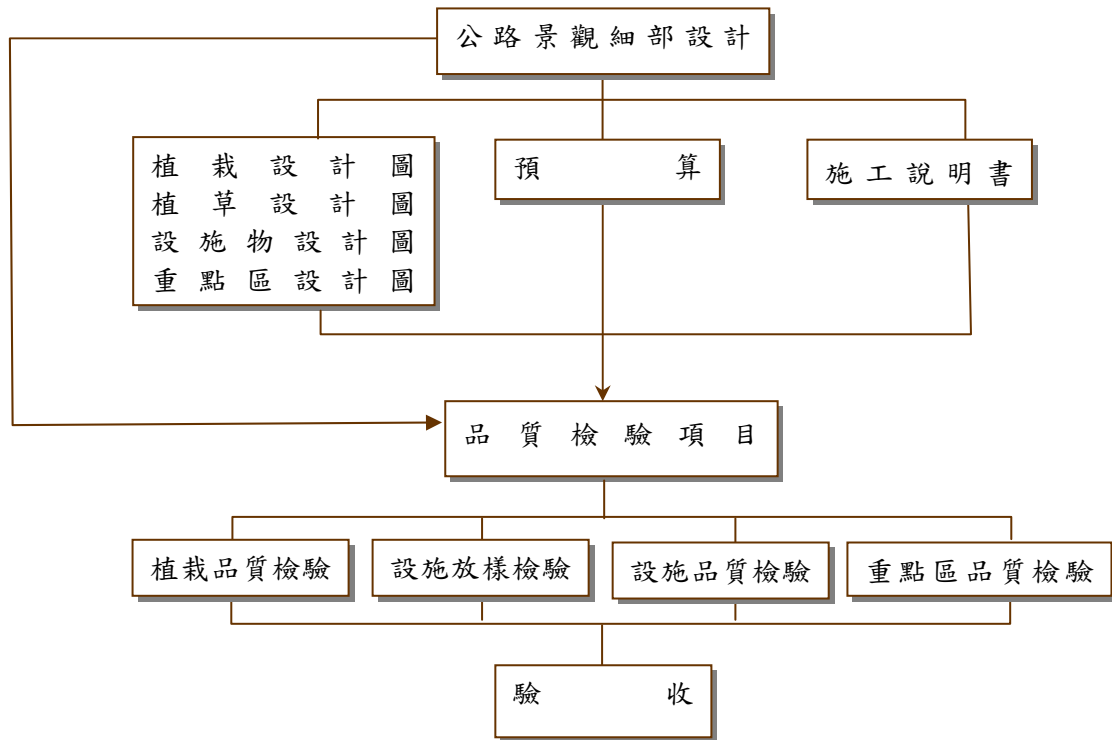 公路景觀細部設計
植栽設計圖
植草設計圖
設施物設計圖
重點區設計圖
預算
施工說明書
品質檢驗項目
植栽品質檢驗
設施放樣檢驗
設施品質檢驗
重點區品質檢驗
驗收